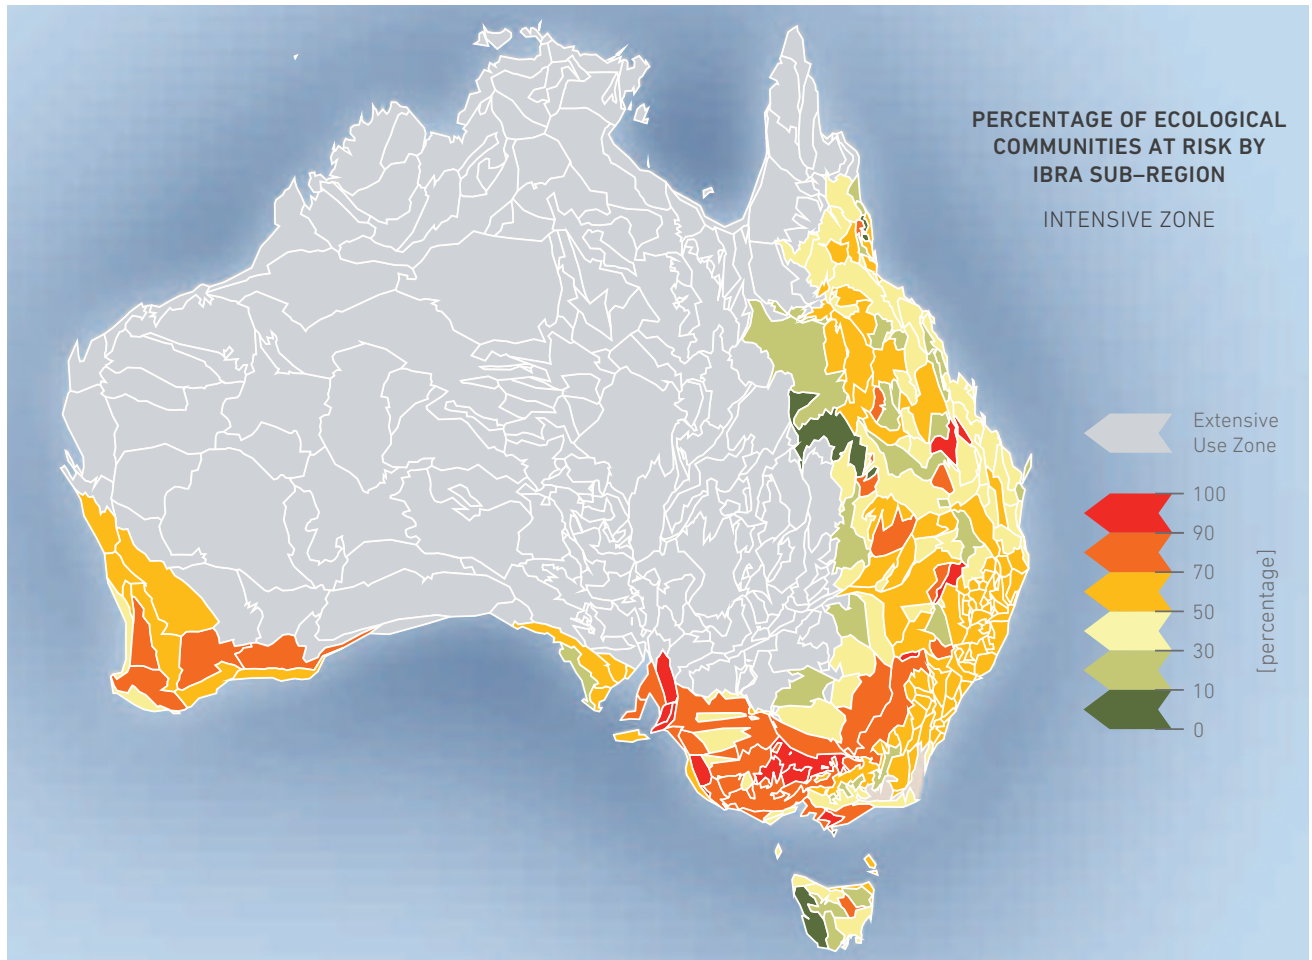 PERCENTAGE OF ECOLOGICAL
COMMUNITIES AT RISK BY
IBRA SUB–REGION
INTENSIVE ZONE
Extensive
Use Zone
100
90
70
50
30
10
0
[percentage]